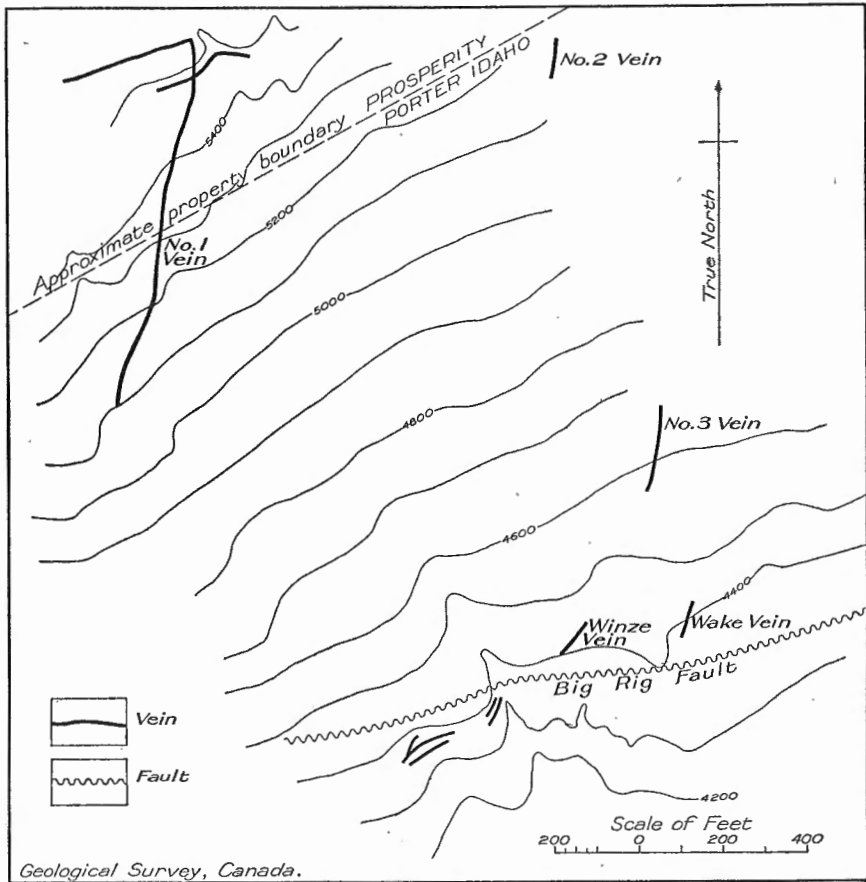 No.2 Vein
PROSPERITY
PORTER IDAHO
Approximate property boundary
5400
5200
No.1
Vein
True North
5000
4800
No.3 Vein
4600
4400
Winze
Vein
Wake Vein
Big Rig Fault
Vein
Fault
4200
Scale of Feet
200 0 200 400
Geological Survey, Canada.